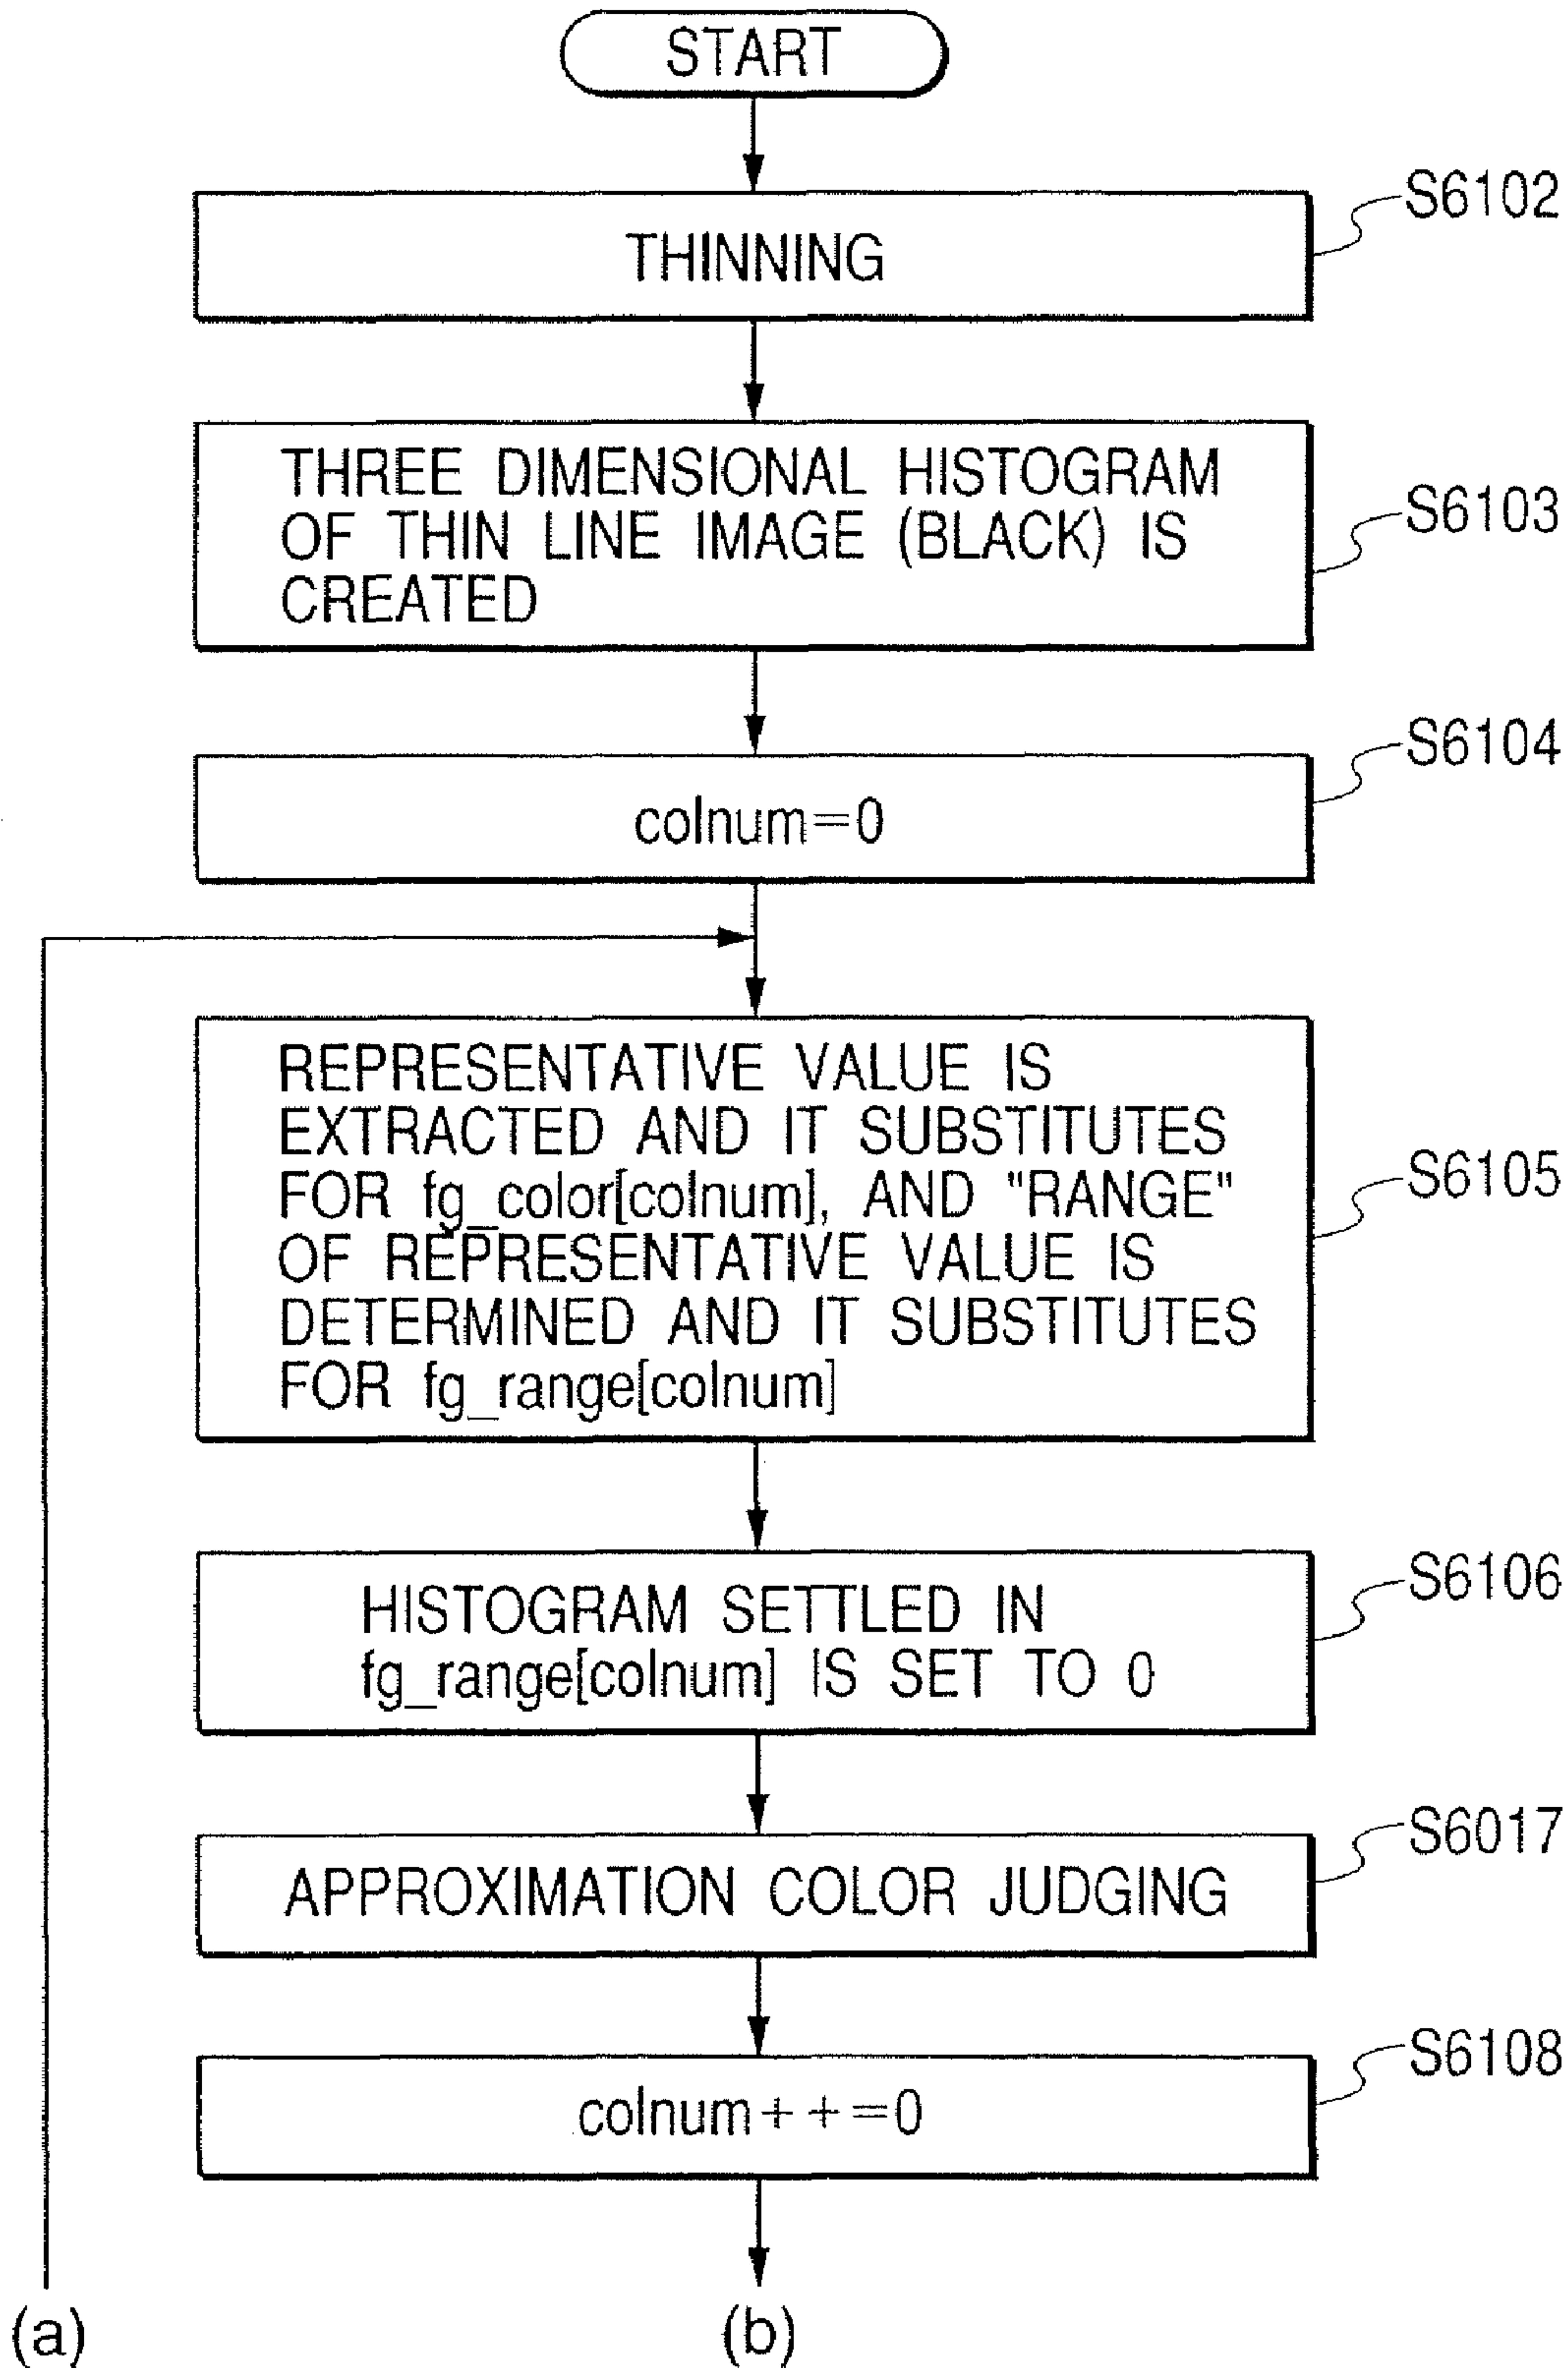 START
S6102
THINNING
THREE DIMENSIONAL HISTOGRAM
OF THIN LINE IMAGE (BLACK) IS
CREATED
S6103
S6104
colnum=0
REPRESENTATIVE VALUE IS
EXTRACTED AND IT SUBSTITUTES
FOR fg_color[colnum], AND "RANGE"
OF REPRESENTATIVE VALUE IS
DETERMINED AND IT SUBSTITUTES
FOR fg_range[colnum]
S6105
S6106
HISTOGRAM SETTLED IN
fg_range[colnum] IS SET TO 0
S6017
APPROXIMATION COLOR JUDGING
S6108
colnum++=0
(a)
(b)